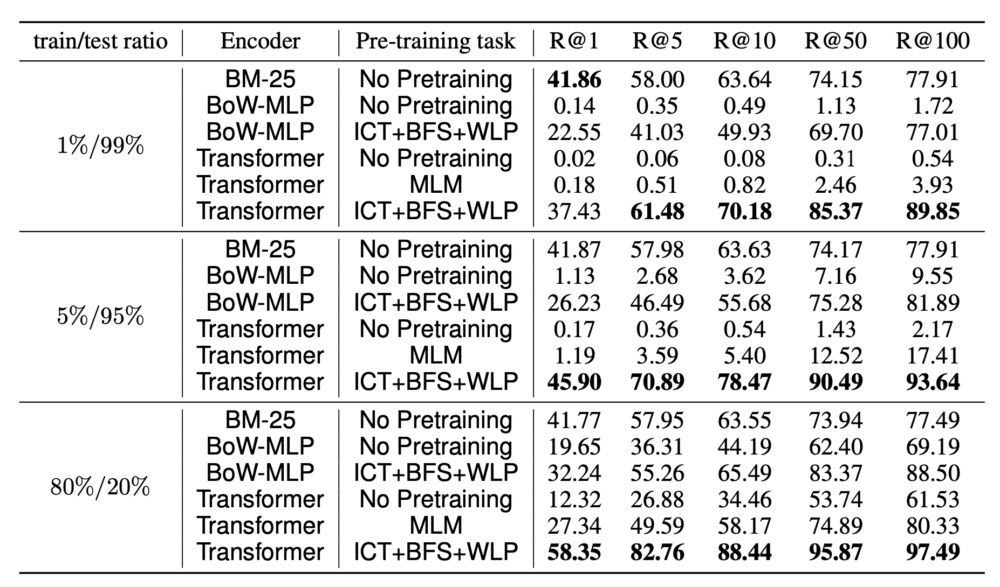 train/test ratio Encoder Pre-training task R@1 R@5 R@10 R@50 R@100
BM-25 No Pretraining 41.86 58.00 63.64 74.15 77.91
BoW-MLP No Pretraining 0.14 0.35 0.49 1.13 1.72
BoW-MLP ICT+BFS+WLP 22.55 41.03 49.93 69.70 77.01
1%/99%
Transformer No Pretraining 0.02 0.06 0.08 0.31 0.54
Transformer MLM 0.18 0.51 0.82 2.46 3.93
Transformer ICT+BFS+WLP 37.43 61.48 70.18 85.37 89.85
BM-25 No Pretraining 41.87 57.98 63.63 74.17 77.91
BoW-MLP No Pretraining 1.13 2.68 3.62 7.16 9.55
BoW-MLP ICT+BFS+WLP 26.23 46.49 55.68 75.28 81.89
5%/95%
Transformer No Pretraining 0.17 0.36 0.54 1.43 2.17
Transformer MLM 1.19 3.59 5.40 12.52 17.41
Transformer ICT+BFS+WLP 45.90 70.89 78.47 90.49 93.64
BM-25 No Pretraining 41.77 57.95 63.55 73.94 77.49
BoW-MLP No Pretraining 19.65 36.31 44.19 62.40 69.19
BoW-MLP ICT+BFS+WLP 32.24 55.26 65.49 83.37 88.50
80%/20%
Transformer No Pretraining 12.32 26.88 34.46 53.74 61.53
Transformer MLM 27.34 49.59 58.17 74.89 80.33
Transformer ICT+BFS+WLP 58.35 82.76 88.44 95.87 97.49